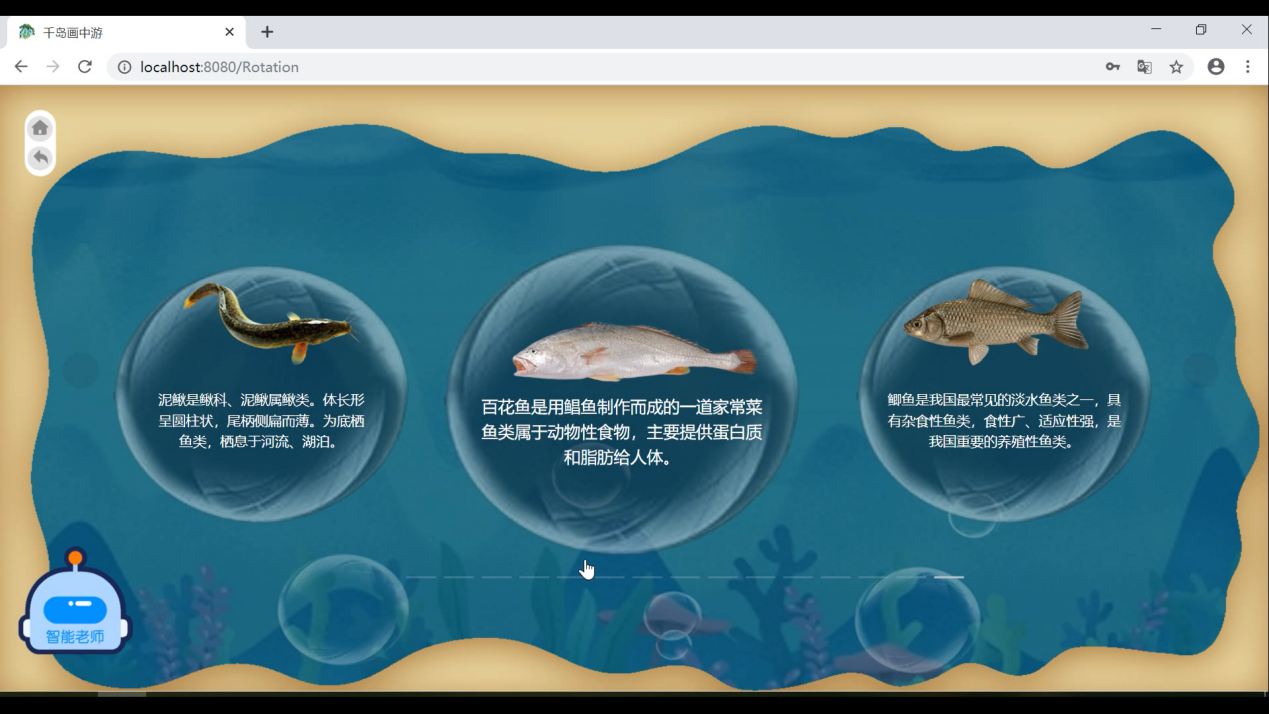 千岛画中游
localhost:8080/Rotation
泥鳅是鳅科、泥鳅属鳅类。体长形
呈圆柱状，尾柄侧扁而薄。为底栖
鱼类，栖息于河流、湖泊。
百花鱼是用鲳鱼制作而成的一道家常菜
鱼类属于动物性食物，主要提供蛋白质
和脂肪给人体。
鲫鱼是我国最常见的淡水鱼类之一，具
有杂食性鱼类，食性广、适应性强，是
我国重要的养殖性鱼类。
智能老师